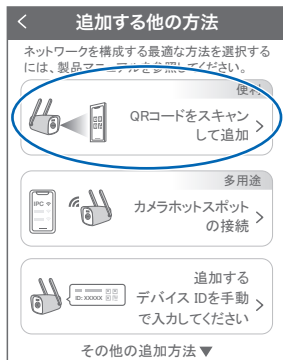 追加する他の方法
ネットワークを構成する最適な方法を選択する
には、製品マニュアルを参照してください。
便利
QRコードをスキャン
して追加
多用途
IPC
カメラホットスポット
の接続
追加する
ID: XXXXX
デバイス IDを手動
で入力してください
その他の追加方法▼